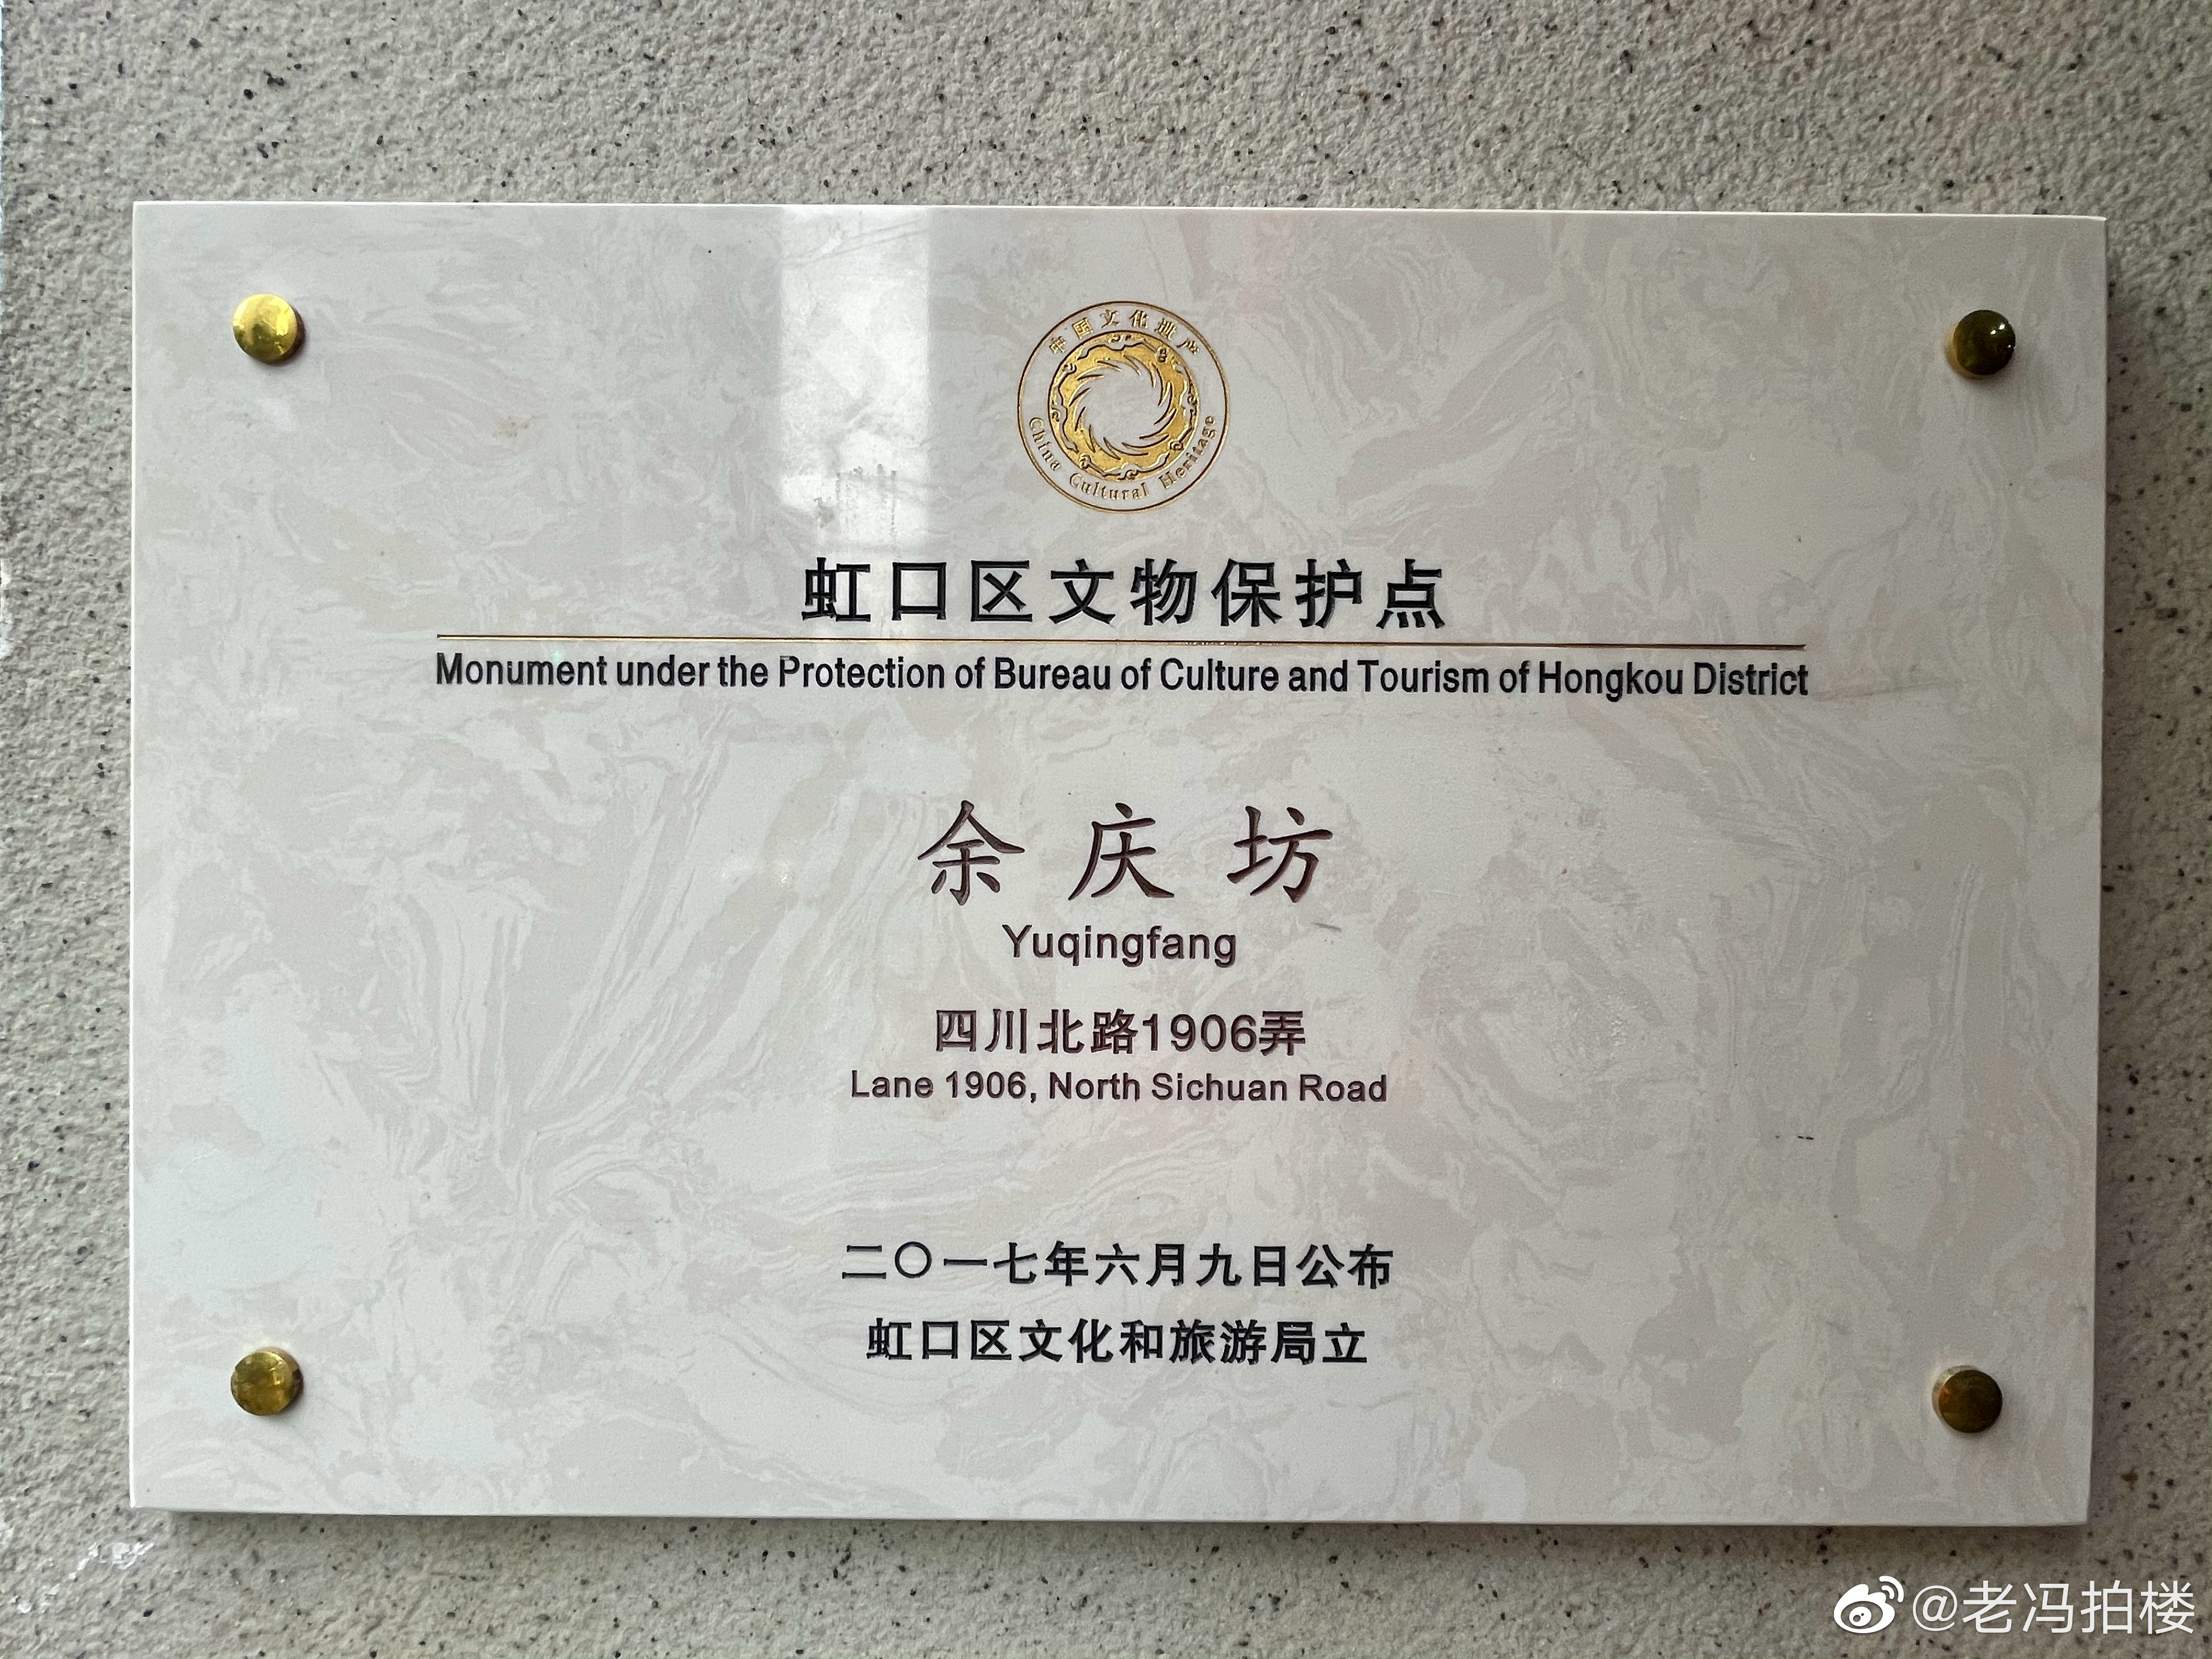 中国文化遗产
China Cultural Heritage
虹口区文物保护点
Monument under the Protection of Bureau of Culture and Tourism of Hongkou District
余庆坊
Yuqingfang
四川北路1906弄
Lane 1906, North Sichuan Road
二〇一七年六月九日公布
虹口区文化和旅游局立
@老冯拍楼